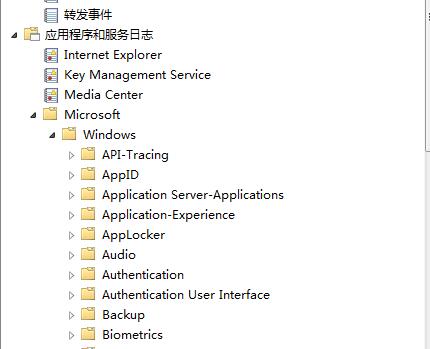 转发事件
应用程序和服务日志
Internet Explorer
Key Management Service
Media Center
Microsoft
Windows
API-Tracing
AppID
Application Server-Applications
Application-Experience
AppLocker
Audio
Authentication
Authentication User Interface
Backup
Biometrics